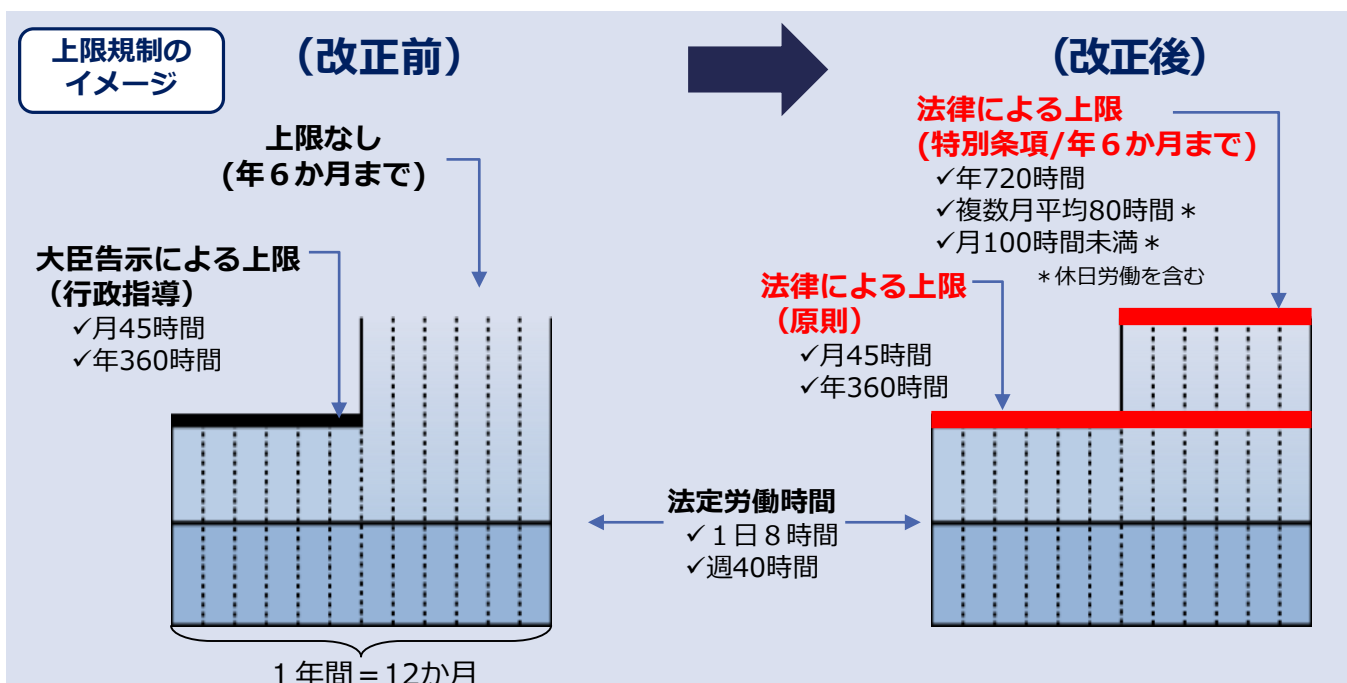 上限規制の
イメージ
(改正前)
(改正後)
上限なし
(年６か月まで)
大臣告示による上限
(行政指導)
✓月45時間
✓年360時間
法律による上限
(特別条項/年６か月まで)
✓年720時間
✓複数月平均80時間＊
✓月100時間未満＊
＊休日労働を含む
法律による上限
(原則)
✓月45時間
✓年360時間
法定労働時間
✓１日８時間
✓週40時間
１年間＝12か月